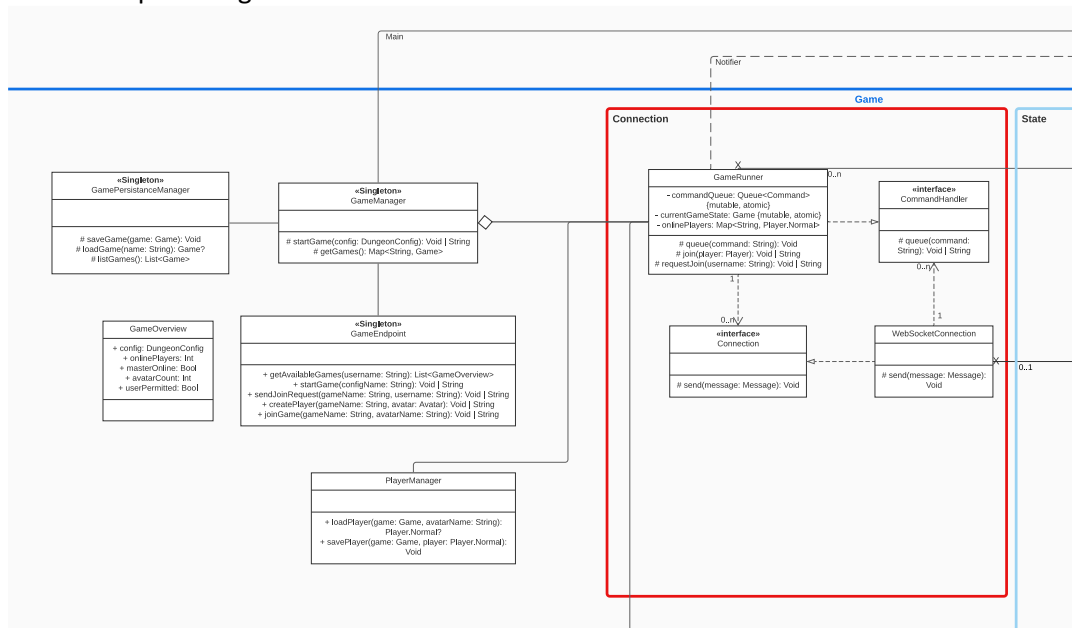 Main
Notifier
Game
Connection
State
«Singleton»
GamePersistanceManager
# saveGame(game: Game): Void
# loadGame(name: String): Game?
# listGames(): List<Game>
«Singleton»
GameManager
# startGame(config: DungeonConfig): Void | String
# getGames(): Map<String, Game>
GameRunner
- commandQueue: Queue<Command>
{mutable, atomic}
- currentGameState: Game {mutable, atomic}
- onlinePlayers: Map<String, Player.Normal>
# queue(command: String): Void
# join(player: Player): Void | String
# requestJoin(username: String): Void | String
X
0..n
«interface»
CommandHandler
# queue(command:
String): Void | String
0..n
1
1
0..n
GameOverview
+ config: DungeonConfig
+ onlinePlayers: Int
+ masterOnline: Bool
+ avatarCount: Int
+ userPermitted: Bool
«Singleton»
GameEndpoint
+ getAvailableGames(username: String): List<GameOverview>
+ startGame(configName: String): Void | String
+ sendJoinRequest(gameName: String, username: String): Void | String
+ createPlayer(gameName: String, avatar: Avatar): Void | String
+ joinGame(gameName: String, avatarName: String): Void | String
«interface»
Connection
# send(message: Message): Void
WebSocketConnection
# send(message: Message):
Void
X
0..1
PlayerManager
+ loadPlayer(game: Game, avatarName: String):
Player.Normal?
+ savePlayer(game: Game, player: Player.Normal):
Void